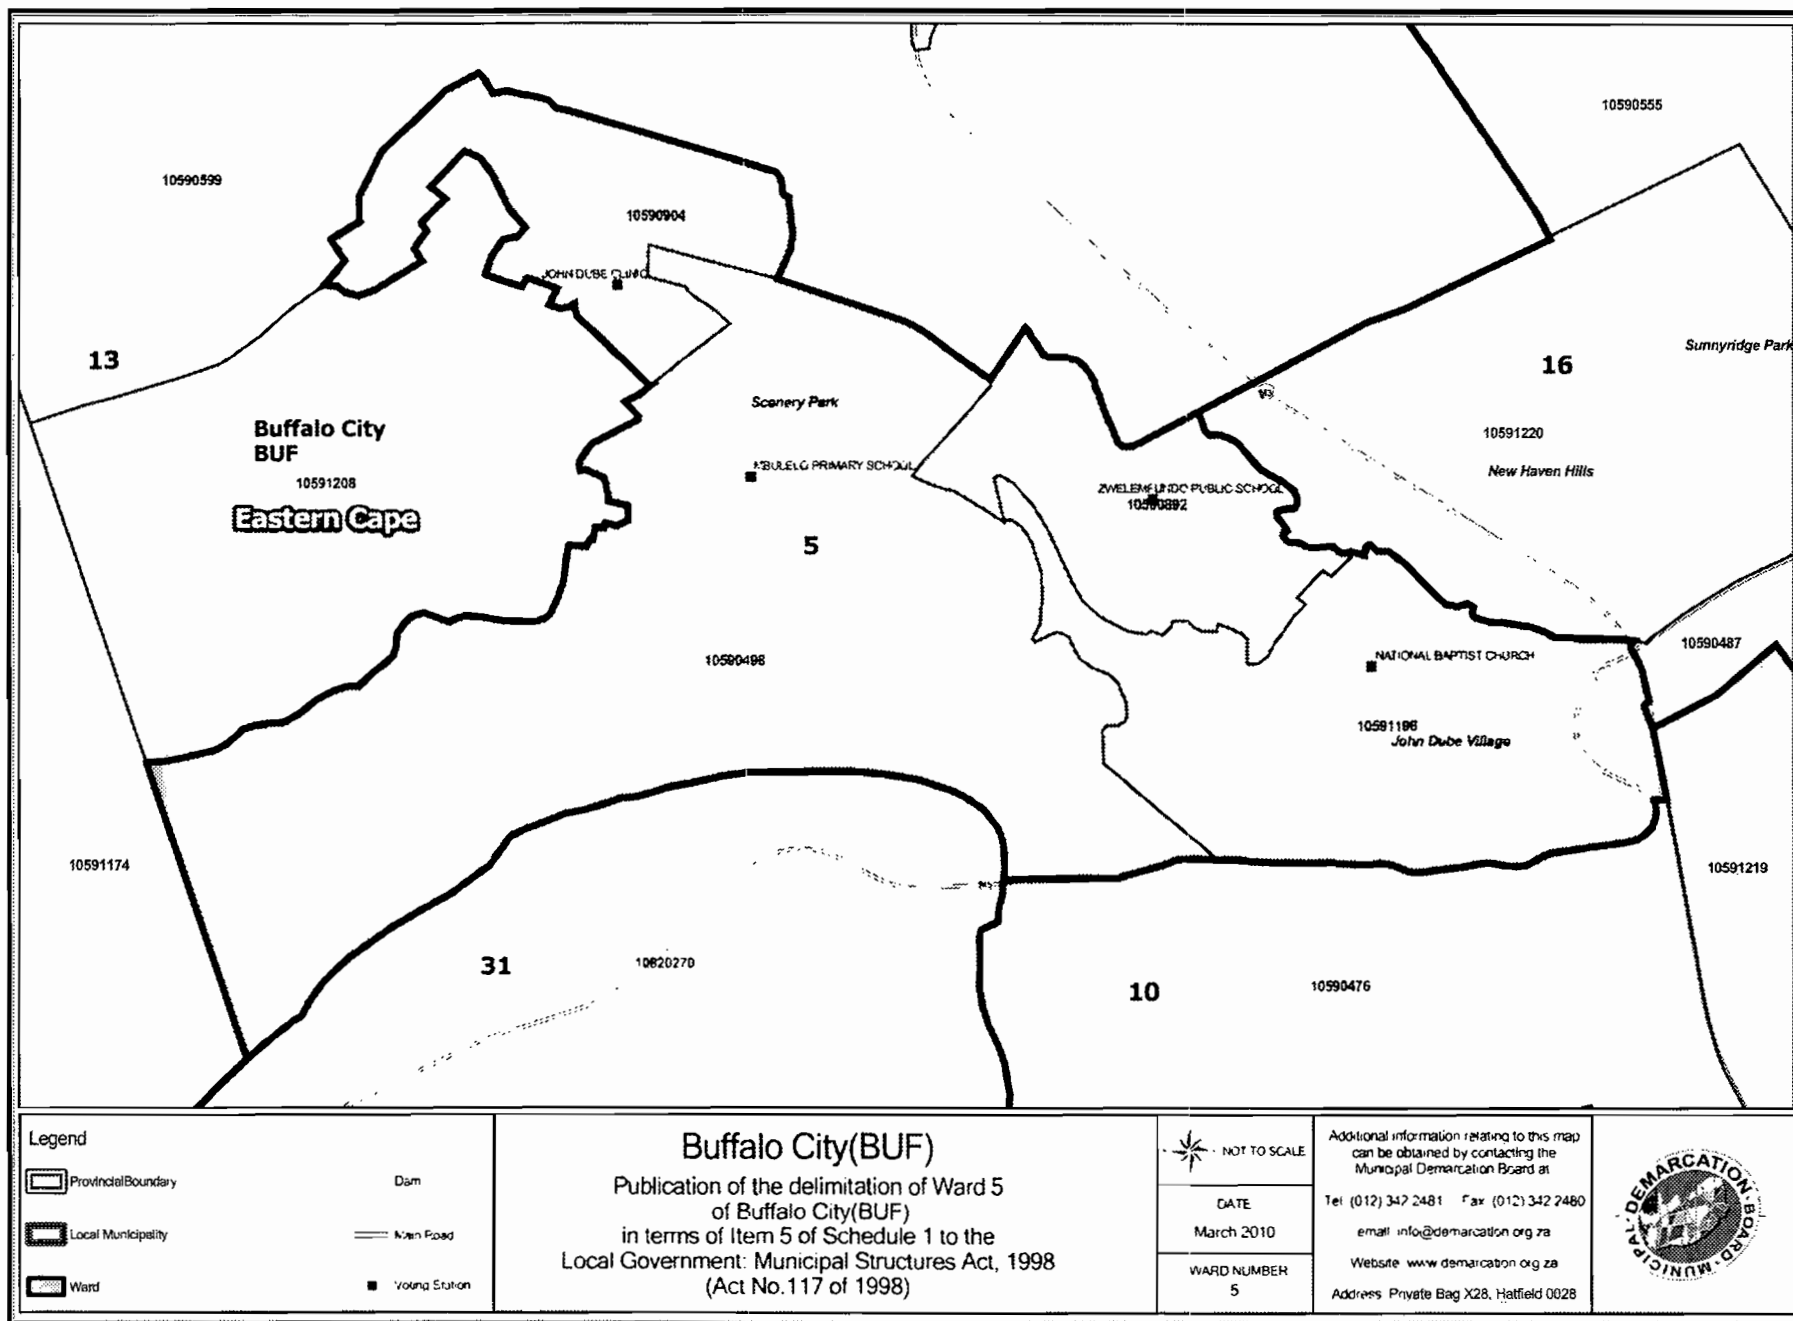 10590555
10590599
10590904
JOHN DUBE CLINIC
13
16
Sunnyridge Park
Scenery Park
Buffalo City
BUF
10591220
MBULELO PRIMARY SCHOOL
New Haven Hills
10591208
ZWELEMFUNDO PUBLIC SCHOOL
10590892
Eastern Cape
5
10590487
10590498
NATIONAL BAPTIST CHURCH
10591196
John Dube Village
10591174
10591219
31
10620270
10
10590476
Legend
ProvincialBoundary
Dam
Local Municipality
Main Road
Ward
Voting Station
Buffalo City(BUF)
Publication of the delimitation of Ward 5
of Buffalo City(BUF)
in terms of Item 5 of Schedule 1 to the
Local Government: Municipal Structures Act, 1998
(Act No.117 of 1998)
NOT TO SCALE
DATE
March 2010
WARD NUMBER
5
Additional information relating to this map
can be obtained by contacting the
Municipal Demarcation Board at
Tel (012) 342 2481 Fax (012) 342 2480
email info@demarcation org za
Website www demarcation org za
Address Private Bag X28, Hatfield 0028
MUNICIPAL DEMARCATION BOARD